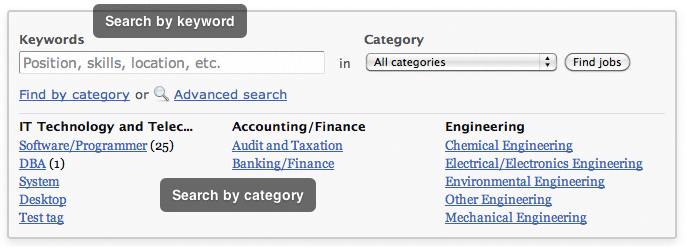 Search by keyword
Keywords
Category
Position, skills, location, etc.
in
All categories
Find jobs
Find by category or Advanced search
IT Technology and Telec...
Software/Programmer (25)
DBA (1)
System
Desktop
Test tag
Accounting/Finance
Audit and Taxation
Banking/Finance
Search by category
Engineering
Chemical Engineering
Electrical/Electronics Engineering
Environmental Engineering
Other Engineering
Mechanical Engineering